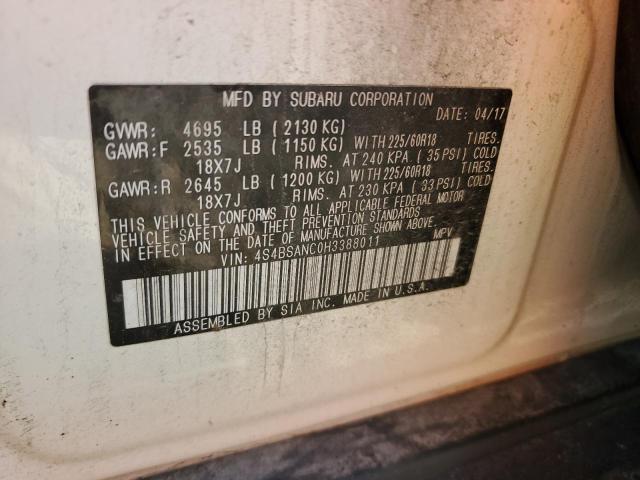 MFD BY SUBARU CORPORATION
DATE: 04/17
GVWR: 4695 LB ( 2130 KG)
GAWR:F 2535 LB ( 1150 KG) WITH 225/60R18 TIRES.
18X7J RIMS. AT 240 KPA ( 35 PSI) COLD
GAWR:R 2645 LB ( 1200 KG) WITH 225/60R18 TIRES.
18X7J RIMS. AT 230 KPA ( 33 PSI) COLD
THIS VEHICLE CONFORMS TO ALL APPLICABLE FEDERAL MOTOR
VEHICLE SAFETY AND THEFT PREVENTION STANDARDS
IN EFFECT ON THE DATE OF MANUFACTURE SHOWN ABOVE.
VIN: 4S4BSANC0H3388011 MPV
ASSEMBLED BY SIA INC. MADE IN U.S.A.